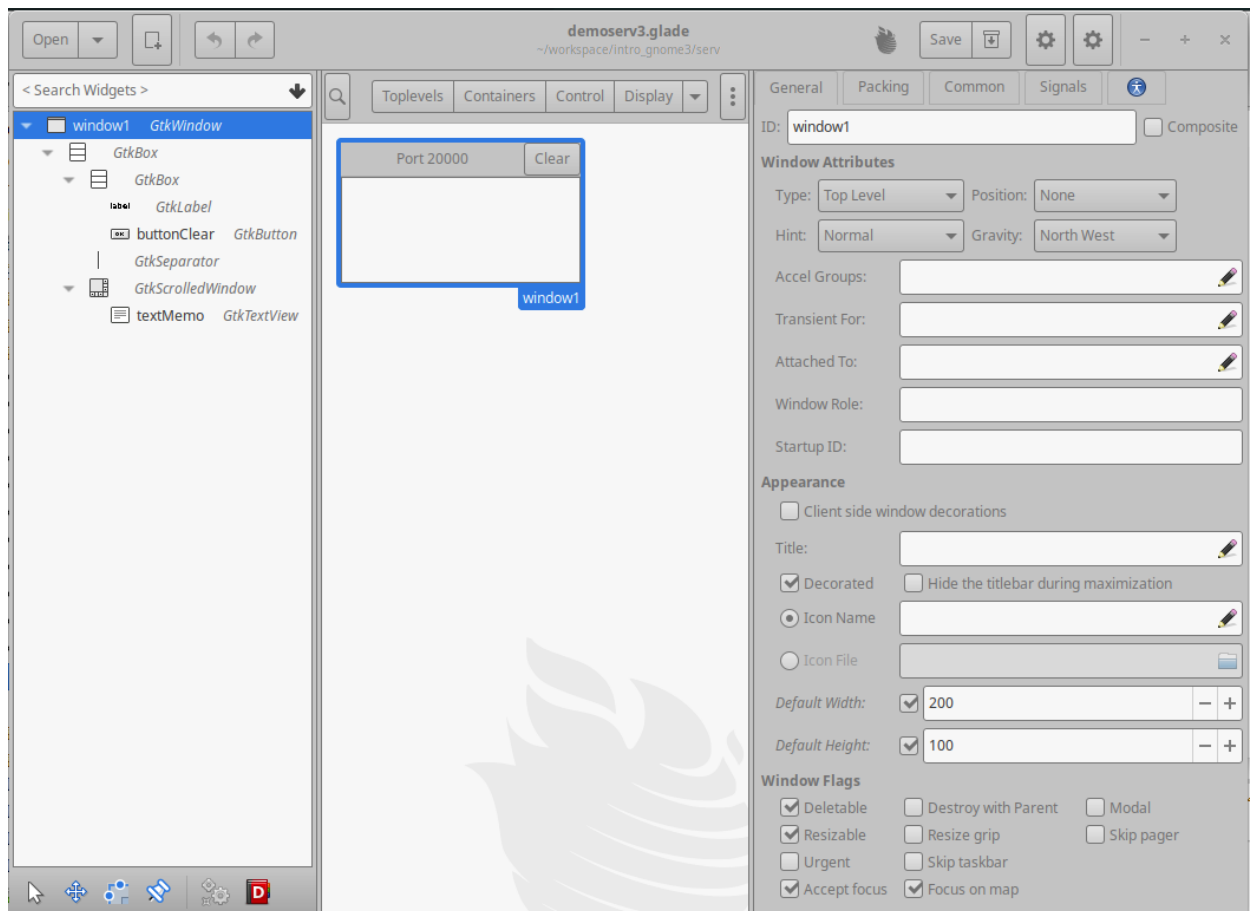 Open
demoserv3.glade
~/workspace/intro_gnome3/serv
Save
< Search Widgets >
window1 GtkWindow
GtkBox
GtkBox
label GtkLabel
OK buttonClear GtkButton
GtkSeparator
GtkScrolledWindow
textMemo GtkTextView
D
Toplevels Containers Control Display
Port 20000 Clear
window1
General Packing Common Signals
ID: window1 Composite
Window Attributes
Type: Top Level Position: None
Hint: Normal Gravity: North West
Accel Groups:
Transient For:
Attached To:
Window Role:
Startup ID:
Appearance
Client side window decorations
Title:
Decorated Hide the titlebar during maximization
Icon Name
Icon File
Default Width: 200
Default Height: 100
Window Flags
Deletable Destroy with Parent Modal
Resizable Resize grip Skip pager
Urgent Skip taskbar
Accept focus Focus on map